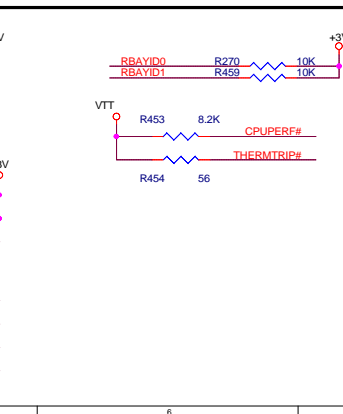 +3V
RBAYID0 R270 10K
RBAYID1 R459 10K
VTT
R453 8.2K
CPUPERF#
THERMTRIP#
R454 56
6